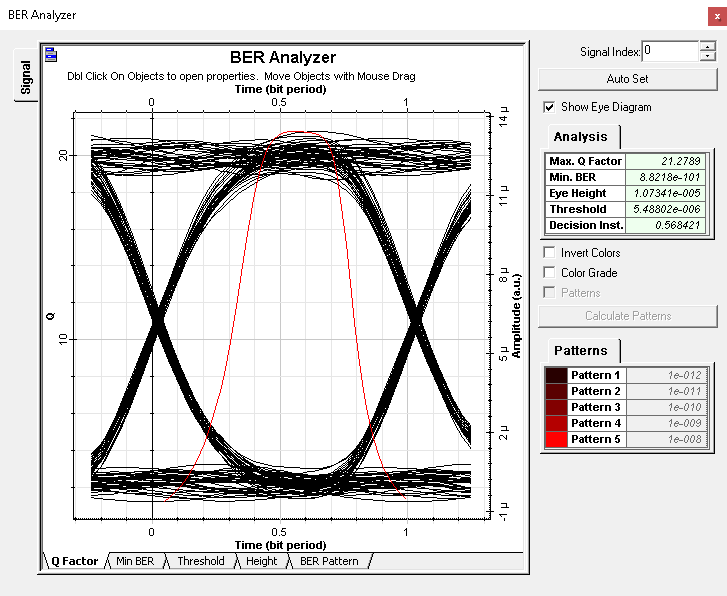 BER Analyzer
x
Signal
BER Analyzer
Dbl Click On Objects to open properties. Move Objects with Mouse Drag
Time (bit period)
0 0.5 1
Q
20
10
14 µ
11 µ
8 µ
5 µ
2 µ
-1 µ
Amplitude (a.u.)
0 0.5 1
Time (bit period)
Q Factor Min BER Threshold Height BER Pattern
Signal Index: 0
Auto Set
Show Eye Diagram
Analysis
Max. Q Factor 21.2789
Min. BER 8.8218e-101
Eye Height 1.07341e-005
Threshold 5.48802e-006
Decision Inst. 0.568421
Invert Colors
Color Grade
Patterns
Calculate Patterns
Patterns
Pattern 1 1e-012
Pattern 2 1e-011
Pattern 3 1e-010
Pattern 4 1e-009
Pattern 5 1e-008